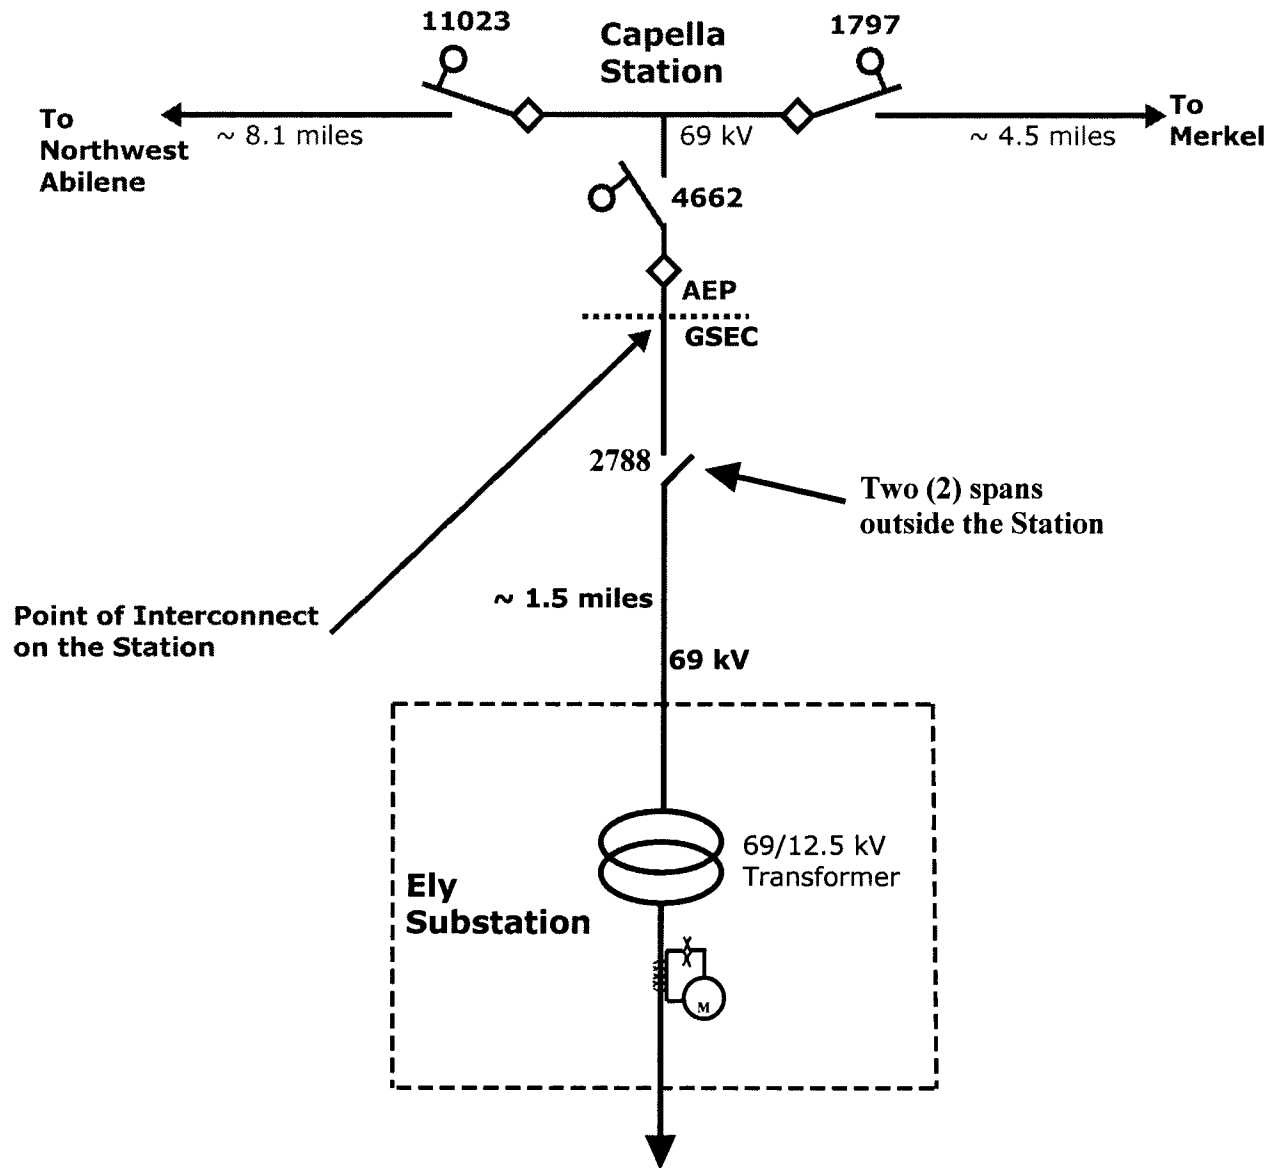 11023
Capella
Station
1797
To
Northwest
Abilene
~ 8.1 miles
69 kV
~ 4.5 miles
To
Merkel
4662
AEP
GSEC
2788
Two (2) spans
outside the Station
~ 1.5 miles
Point of Interconnect
on the Station
69 kV
69/12.5 kV
Transformer
Ely
Substation
M